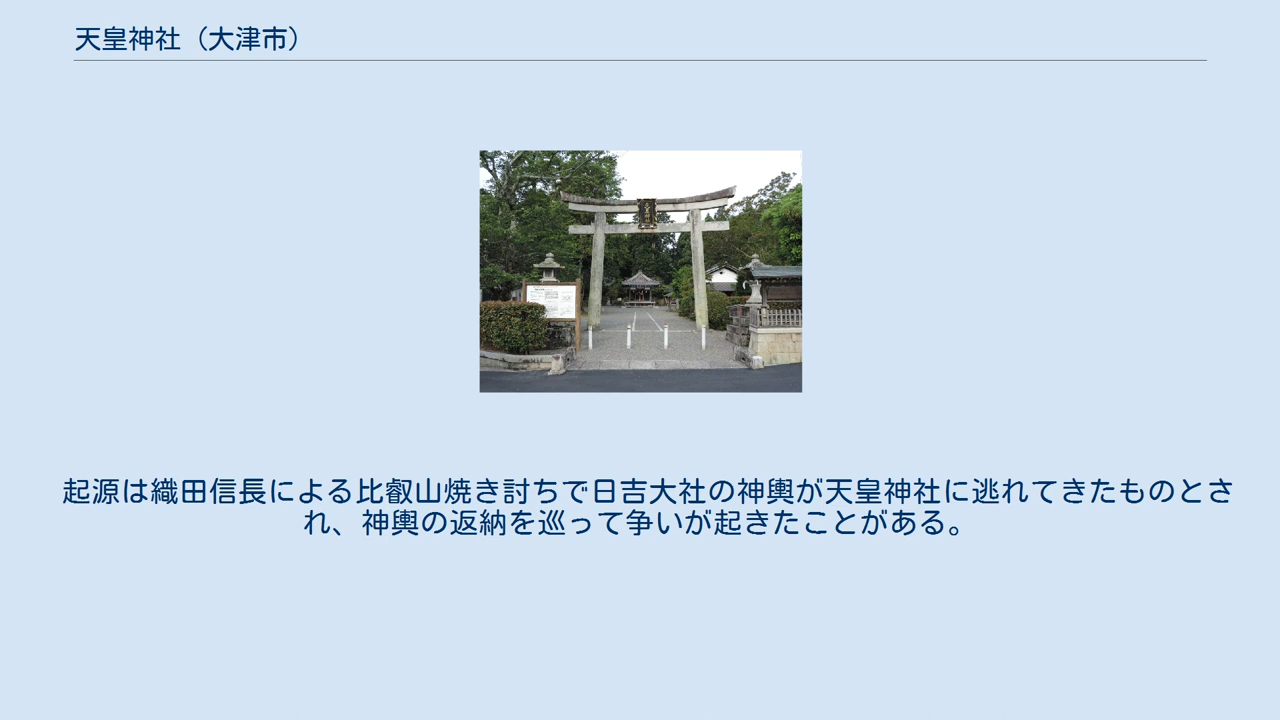 天皇神社（大津市）
起源は織田信長による比叡山焼き討ちで日吉大社の神輿が天皇神社に逃れてきたものとさ
れ、神輿の返納を巡って争いが起きたことがある。